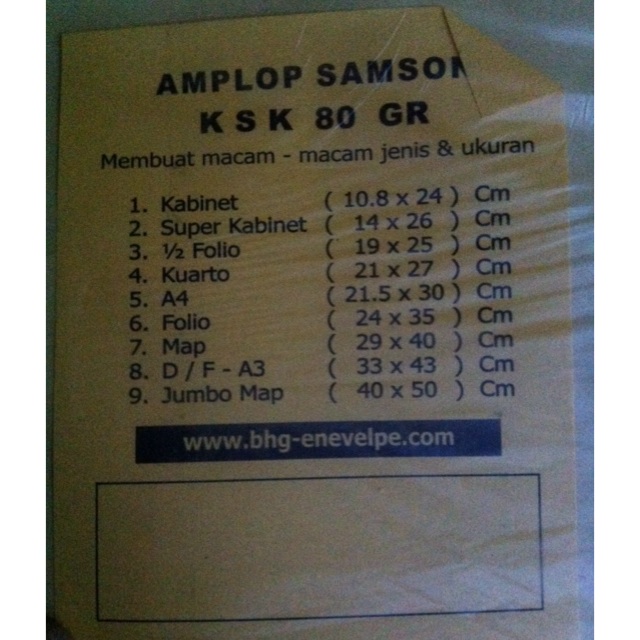 AMPLOP SAMSON
K S K 80 GR
Membuat macam - macam jenis & ukuran
1. Kabinet ( 10.8 x 24 ) Cm
2. Super Kabinet ( 14 x 26 ) Cm
3. ½ Folio ( 19 x 25 ) Cm
4. Kuarto ( 21 x 27 ) Cm
5. A4 ( 21.5 x 30 ) Cm
6. Folio ( 24 x 35 ) Cm
7. Map ( 29 x 40 ) Cm
8. D / F - A3 ( 33 x 43 ) Cm
9. Jumbo Map ( 40 x 50 ) Cm
www.bhg-enevelpe.com